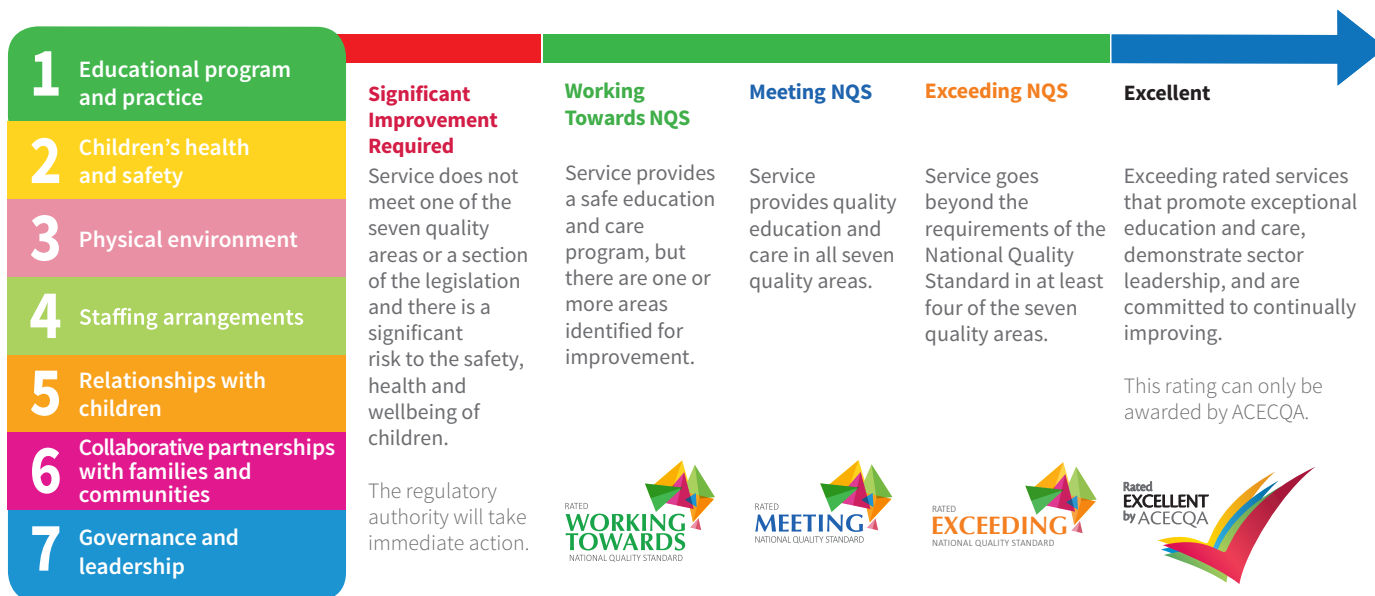 1 Educational program
and practice
2 Children's health
and safety
3 Physical environment
4 Staffing arrangements
5 Relationships with
children
6 Collaborative partnerships
with families and
communities
7 Governance and
leadership
Significant
Improvement
Required
Service does not
meet one of the
seven quality
areas or a section
of the legislation
and there is a
significant
risk to the safety,
health and
wellbeing of
children.
The regulatory
authority will take
immediate action.
Working
Towards NQS
Service provides
a safe education
and care
program, but
there are one or
more areas
identified for
improvement.
RATED
WORKING
TOWARDS
NATIONAL QUALITY STANDARD
Meeting NQS
Service
provides quality
education and
care in all seven
quality areas.
RATED
MEETING
NATIONAL QUALITY STANDARD
Exceeding NQS
Service goes
beyond the
requirements of the
National Quality
Standard in at least
four of the seven
quality areas.
RATED
EXCEEDING
NATIONAL QUALITY STANDARD
Excellent
Exceeding rated services
that promote exceptional
education and care,
demonstrate sector
leadership, and are
committed to continually
improving.
This rating can only be
awarded by ACECQA.
Rated
EXCELLENT
by ACECQA